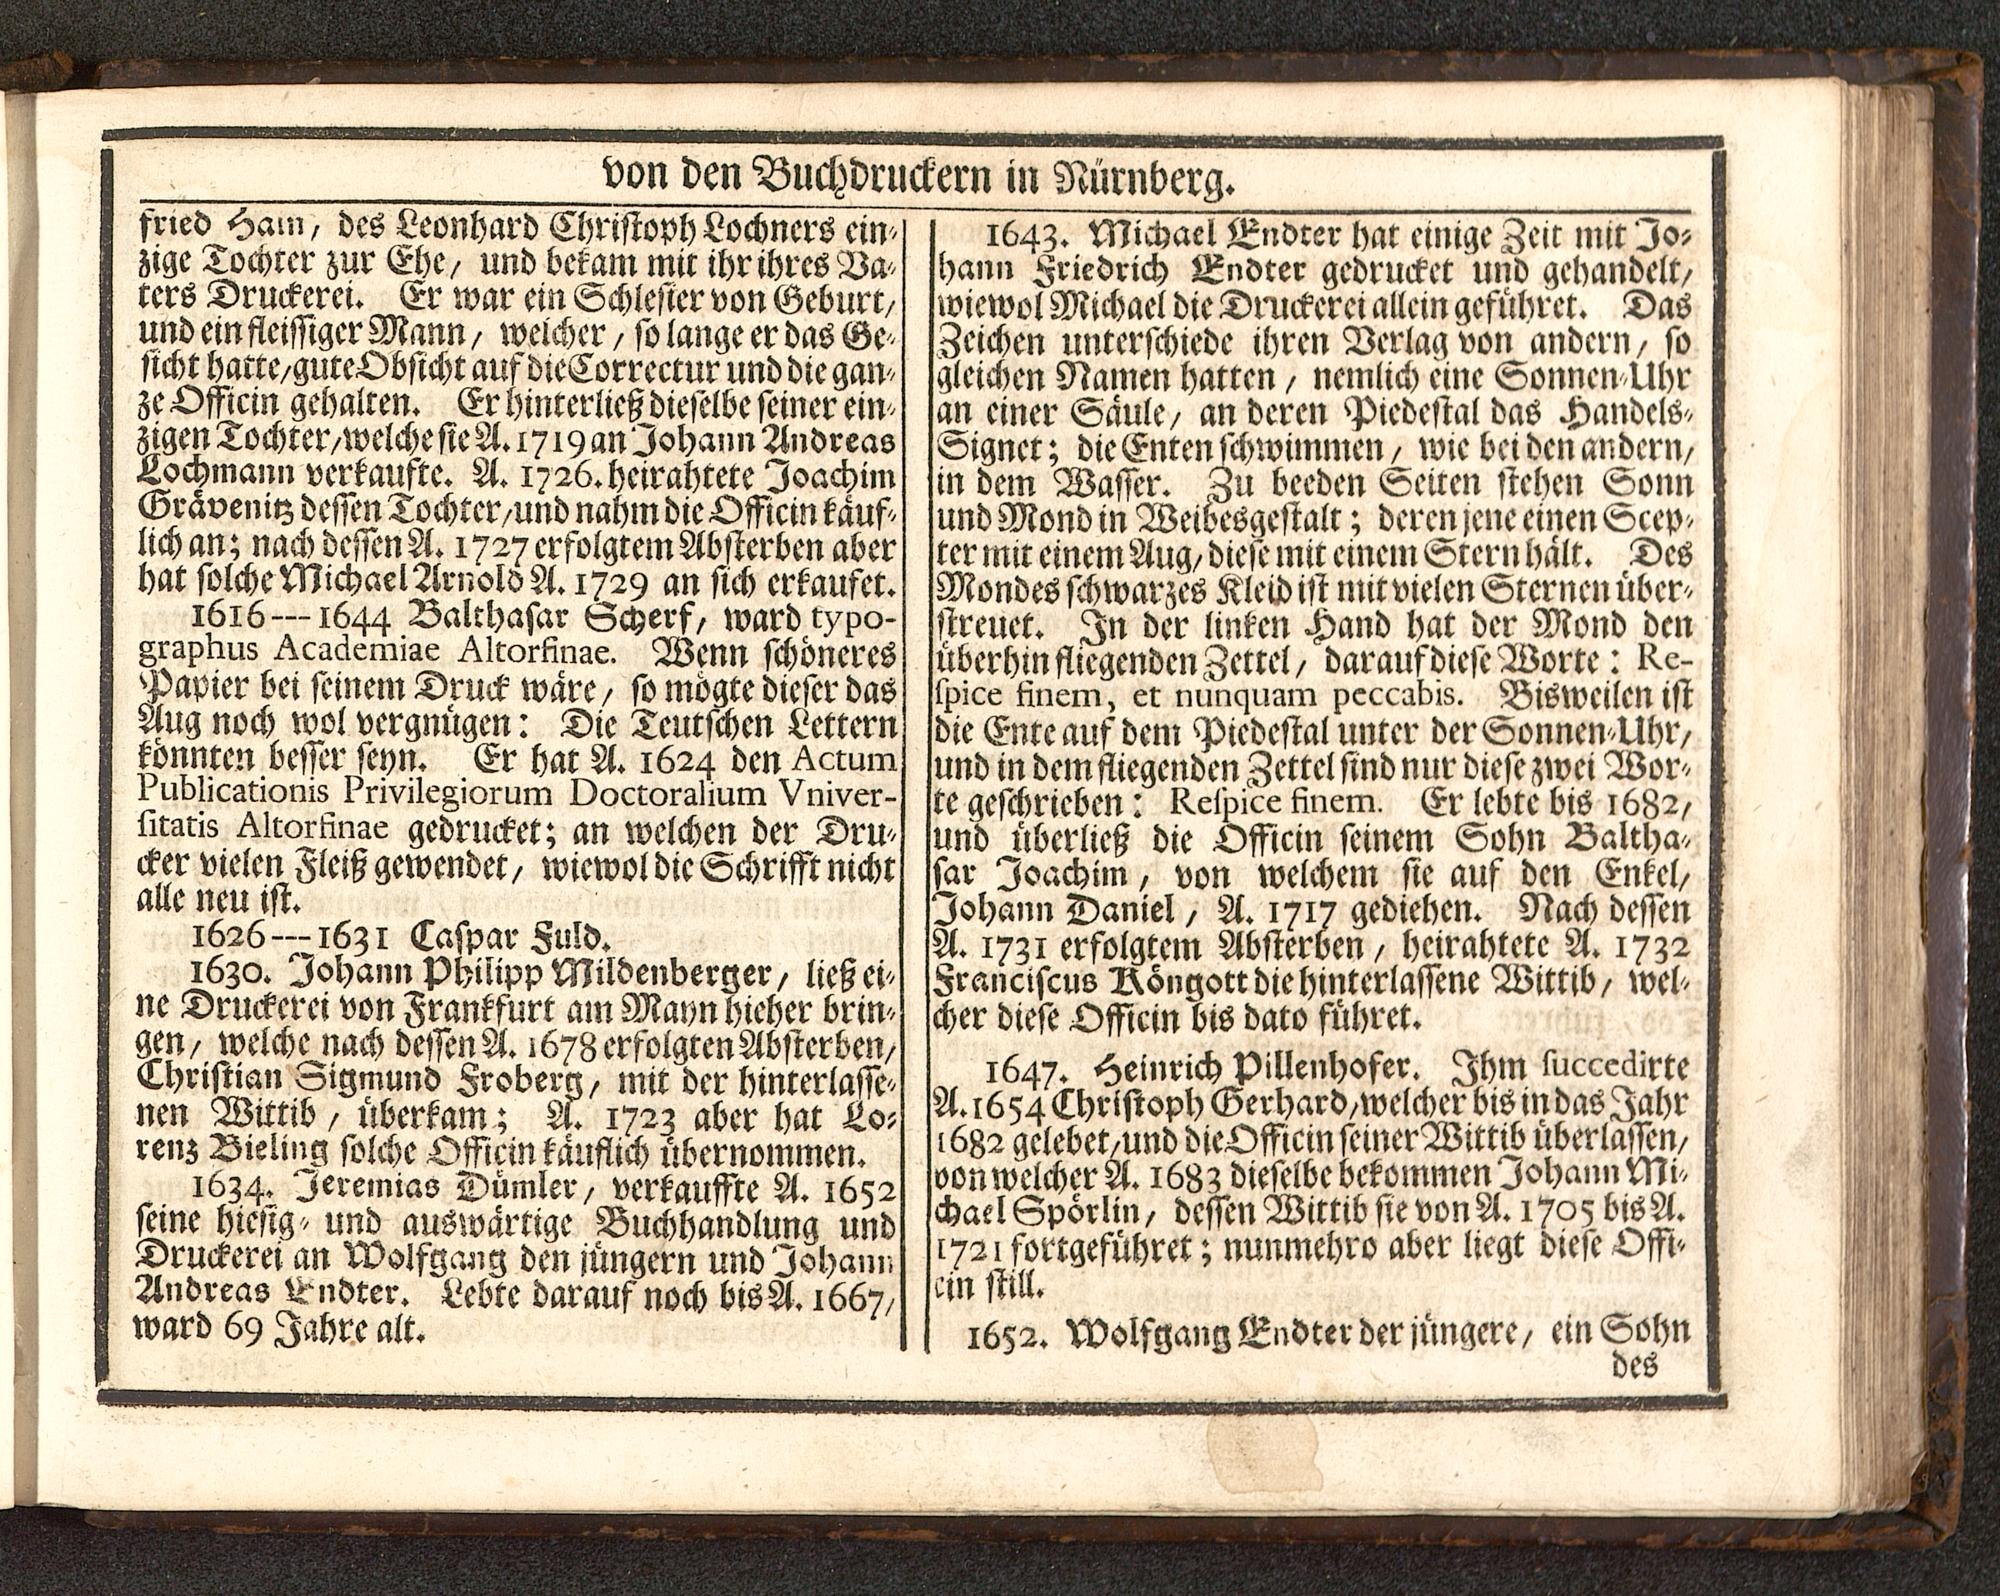 von den Buchdruckern in Nürnberg.
fried Hain, des Leonhard Christoph Lochners ein-
zige Tochter zur Ehe, und bekam mit ihr ihres Va-
ters Druckerei. Er war ein Schlesier von Geburt,
und ein fleissiger Mann, welcher, so lange er das Ge-
sicht hatte, gute Obsicht auf die Correctur und die gan-
ze Officin gehalten. Er hinterließ dieselbe seiner ein-
zigen Tochter, welche sie A. 1719 an Johann Andreas
Lochmann verkaufte. A. 1726. heirahtete Joachim
Grävenitz dessen Tochter, und nahm die Officin käuf-
lich an; nach dessen A. 1727 erfolgtem Absterben aber
hat solche Michael Arnold A. 1729 an sich erkaufet.
1616---1644 Balthasar Scherf, ward typo-
graphus Academiae Altorfinae. Wenn schöneres
Papier bei seinem Druck wäre, so mögte dieser das
Aug noch wol vergnügen: Die Teutschen Lettern
könnten besser seyn. Er hat A. 1624 den Actum
Publicationis Privilegiorum Doctoralium Vniver-
sitatis Altorfinae gedrucket; an welchen der Dru-
cker vielen Fleiß gewendet, wiewol die Schrifft nicht
alle neu ist.
1626---1631 Caspar Fuld.
1630. Johann Philipp Mildenberger, ließ ei-
ne Druckerei von Frankfurt am Mayn hieher brin-
gen, welche nach dessen A. 1678 erfolgten Absterben,
Christian Sigmund Froberg, mit der hinterlasse-
nen Wittib, überkam; A. 1723 aber hat Lo-
renz Bieling solche Officin käuflich übernommen.
1634. Jeremias Dümler, verkauffte A. 1652
seine hiesig- und auswärtige Buchhandlung und
Druckerei an Wolfgang den jüngern und Johann
Andreas Endter. Lebte darauf noch bis A. 1667,
ward 69 Jahre alt.
1643. Michael Endter hat einige Zeit mit Jo-
hann Friedrich Endter gedrucket und gehandelt,
wiewol Michael die Druckerei allein geführet. Das
Zeichen unterschiede ihren Verlag von andern, so
gleichen Namen hatten, nemlich eine Sonnen-Uhr
an einer Säule, an deren Piedestal das Handels-
Signet; die Enten schwimmen, wie bei den andern,
in dem Wasser. Zu beeden Seiten stehen Sonn
und Mond in Weibesgestalt; deren jene einen Scep-
ter mit einem Aug, diese mit einem Stern hält. Des
Mondes schwarzes Kleid ist mit vielen Sternen über-
streuet. In der linken Hand hat der Mond den
überhin fliegenden Zettel, darauf diese Worte: Re-
spice finem, et nunquam peccabis. Bisweilen ist
die Ente auf dem Piedestal unter der Sonnen-Uhr,
und in dem fliegenden Zettel sind nur diese zwei Wor-
te geschrieben: Respice finem. Er lebte bis 1682,
und überließ die Officin seinem Sohn Baltha-
sar Joachim, von welchem sie auf den Enkel,
Johann Daniel, A. 1717 gediehen. Nach dessen
A. 1731 erfolgtem Absterben, heirahtete A. 1732
Franciscus Köngott die hinterlassene Wittib, wel-
cher diese Officin bis dato führet.
1647. Heinrich Pillenhofer. Ihm succedirte
A. 1654 Christoph Gerhard, welcher bis in das Jahr
1682 gelebet, und die Officin seiner Wittib überlassen,
von welcher A. 1683 dieselbe bekommen Johann Mi-
chael Spörlin, dessen Wittib sie von A. 1705 bis A.
1721 fortgeführet; nunmehro aber liegt diese Offi-
cin still.
1652. Wolfgang Endter der jüngere, ein Sohn
des